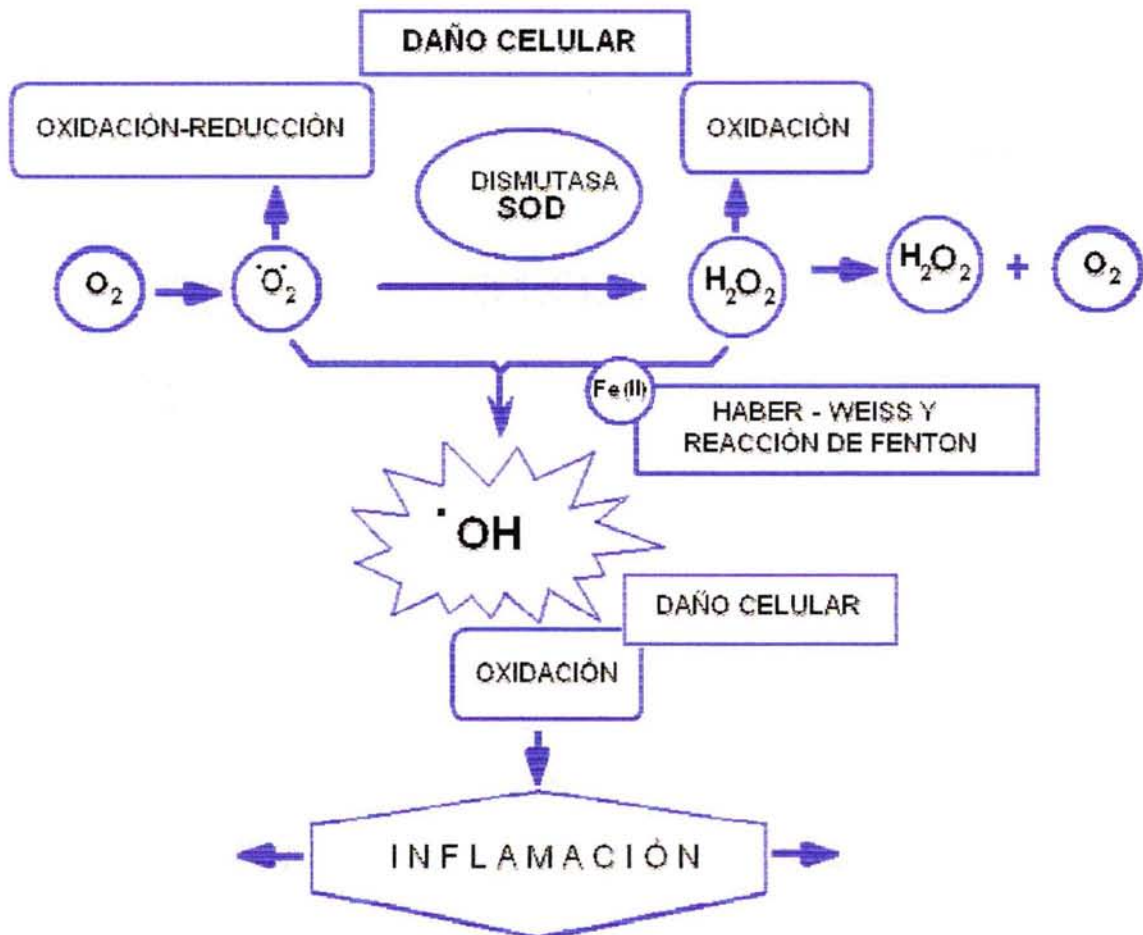 DAÑO CELULAR
OXIDACIÓN-REDUCCIÓN
OXIDACIÓN
DISMUTASA
SOD
O₂
·O₂·
H₂O₂
H₂O₂ + O₂
Fe(II)
HABER - WEISS Y
REACCIÓN DE FENTON
·OH
DAÑO CELULAR
OXIDACIÓN
INFLAMACIÓN